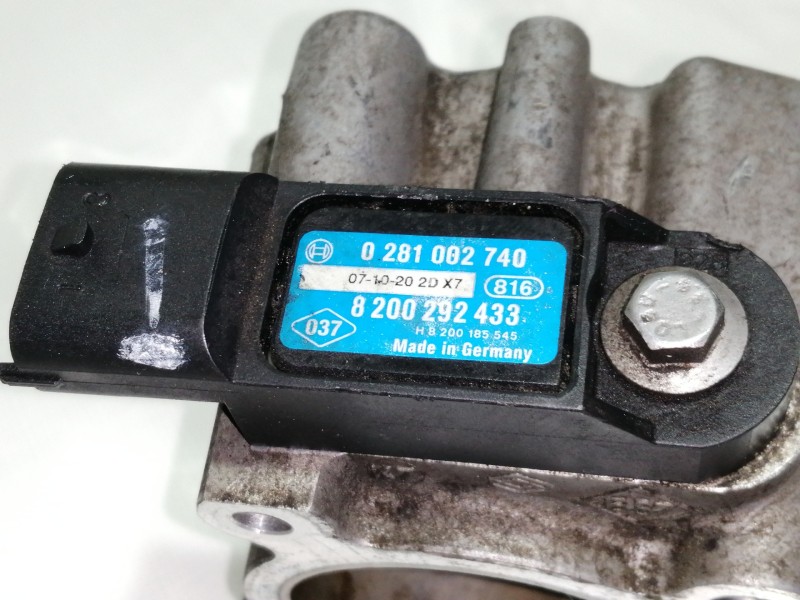 0 281 002 740
07-10-20 2D X7
816
8 200 292 433
037
H 8 200 185 545
Made in Germany